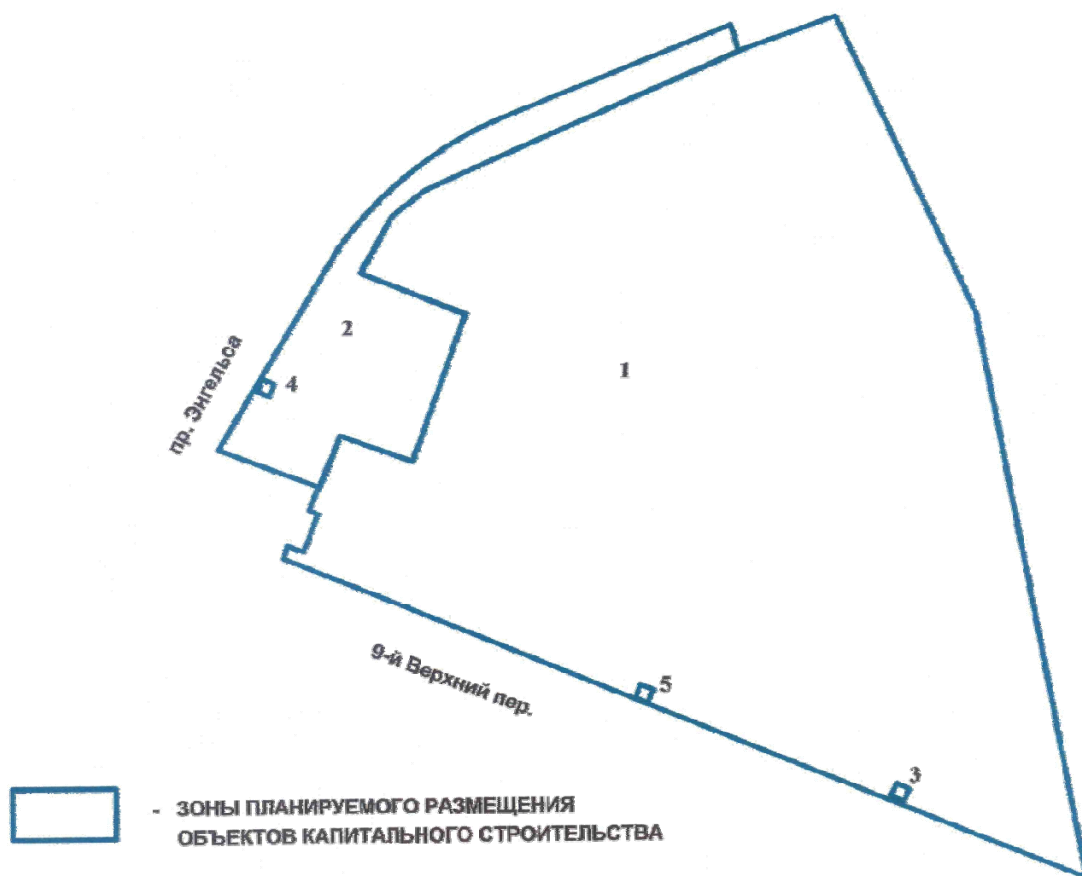 2
1
пр. Энгельса
4
9-й Верхний пер.
5
3
- ЗОНЫ ПЛАНИРУЕМОГО РАЗМЕЩЕНИЯ
ОБЪЕКТОВ КАПИТАЛЬНОГО СТРОИТЕЛЬСТВА